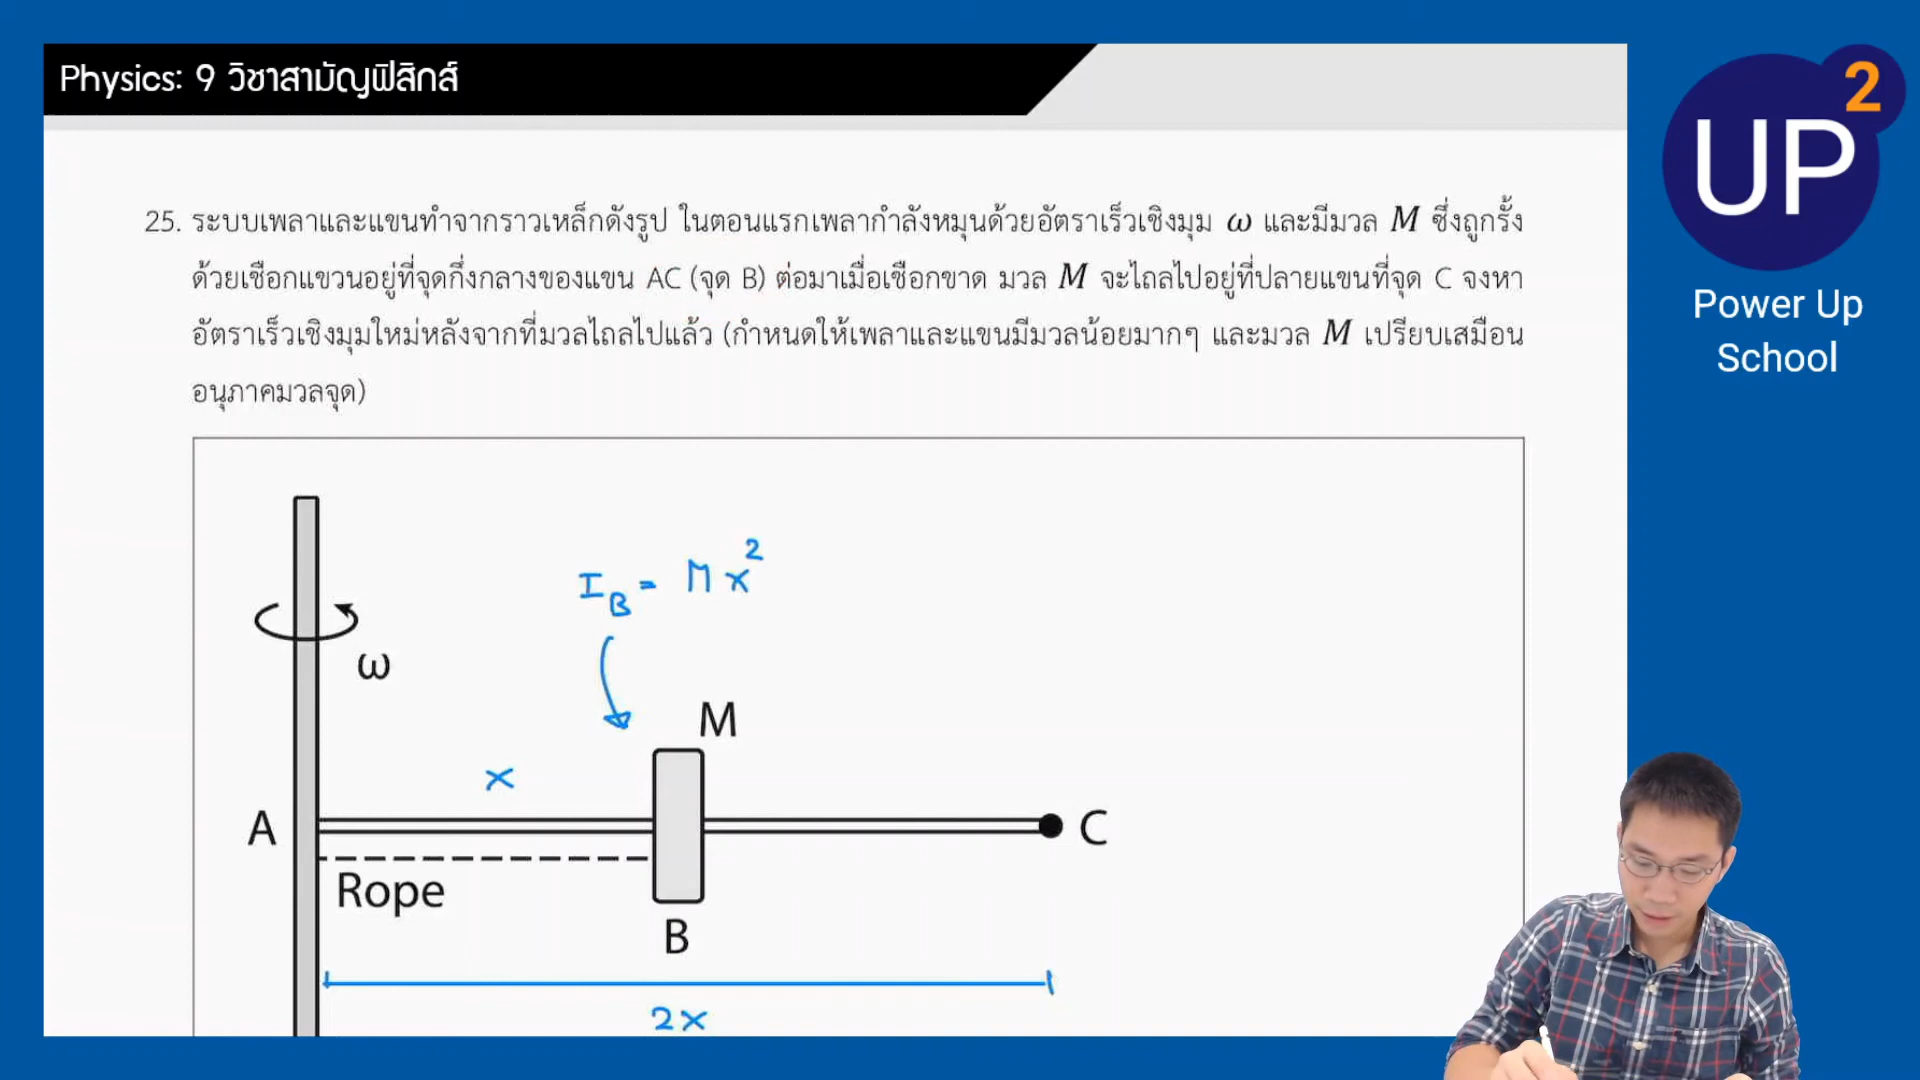 Physics: 9 วิชาสามัญฟิสิกส์
UP2
Power Up
School
25. ระบบเพลาและแขนทำจากราวเหล็กดังรูป ในตอนแรกเพลากำลังหมุนด้วยอัตราเร็วเชิงมุม ω และมีมวล M ซึ่งถูกรั้ง
ด้วยเชือกแขวนอยู่ที่จุดกึ่งกลางของแขน AC (จุด B) ต่อมาเมื่อเชือกขาด มวล M จะไถลไปอยู่ที่ปลายแขนที่จุด C จงหา
อัตราเร็วเชิงมุมใหม่หลังจากที่มวลไถลไปแล้ว (กำหนดให้เพลาและแขนมีมวลน้อยมากๆ และมวล M เปรียบเสมือน
อนุภาคมวลจุด)
I_B = M x²
ω
M
x
A
C
Rope
B
2x